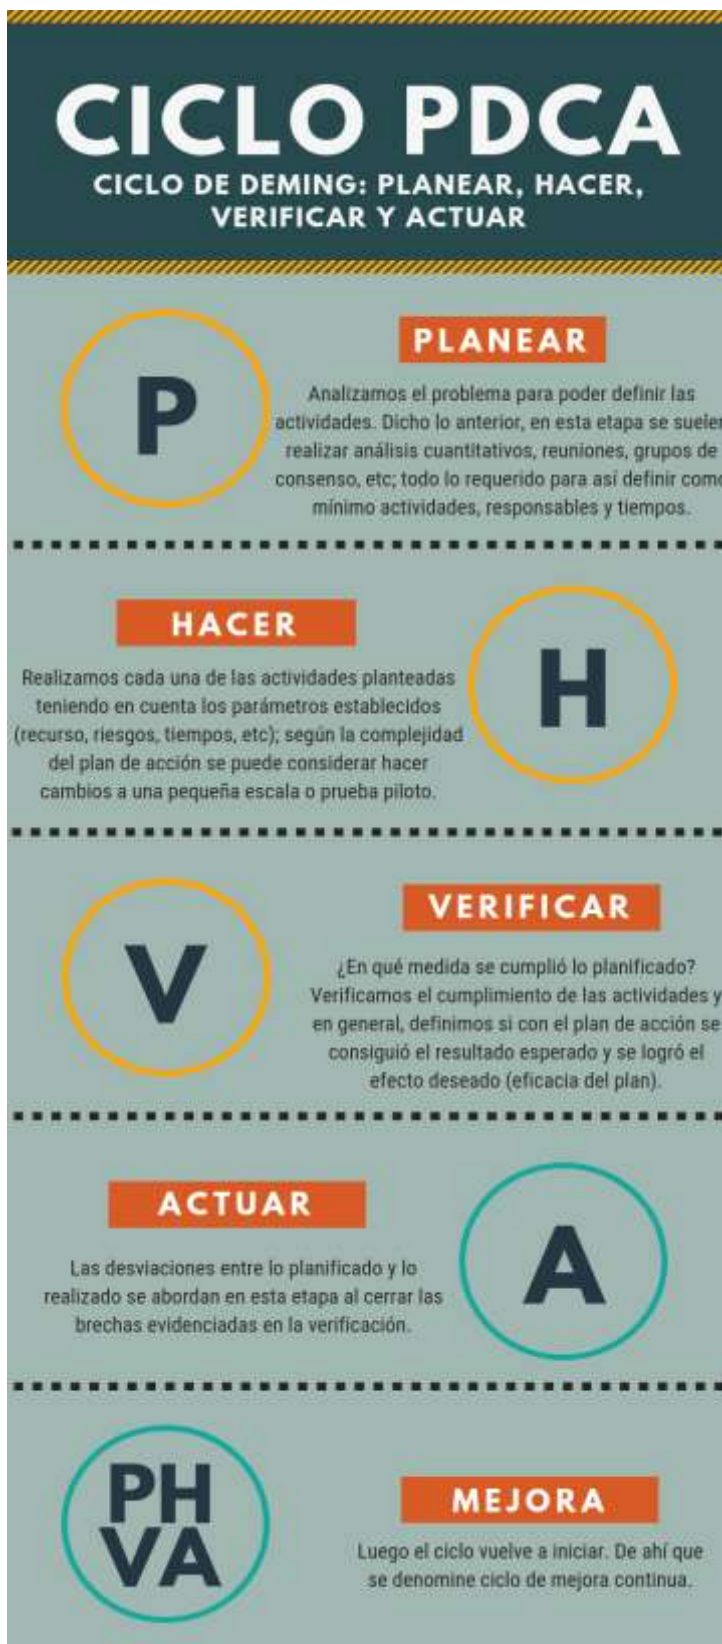 CICLO PDCA
CICLO DE DEMING: PLANEAR, HACER,
VERIFICAR Y ACTUAR
P
PLANEAR
Analizamos el problema para poder definir las
actividades. Dicho lo anterior, en esta etapa se suelen
realizar análisis cuantitativos, reuniones, grupos de
consenso, etc; todo lo requerido para así definir como
mínimo actividades, responsables y tiempos.
HACER
H
Realizamos cada una de las actividades planteadas
teniendo en cuenta los parámetros establecidos
(recurso, riesgos, tiempos, etc); según la complejidad
del plan de acción se puede considerar hacer
cambios a una pequeña escala o prueba piloto.
V
VERIFICAR
¿En qué medida se cumplió lo planificado?
Verificamos el cumplimiento de las actividades y
en general, definimos si con el plan de acción se
consiguió el resultado esperado y se logró el
efecto deseado (eficacia del plan).
ACTUAR
A
Las desviaciones entre lo planificado y lo
realizado se abordan en esta etapa al cerrar las
brechas evidenciadas en la verificación.
PH
VA
MEJORA
Luego el ciclo vuelve a iniciar. De ahí que
se denomine ciclo de mejora continua.